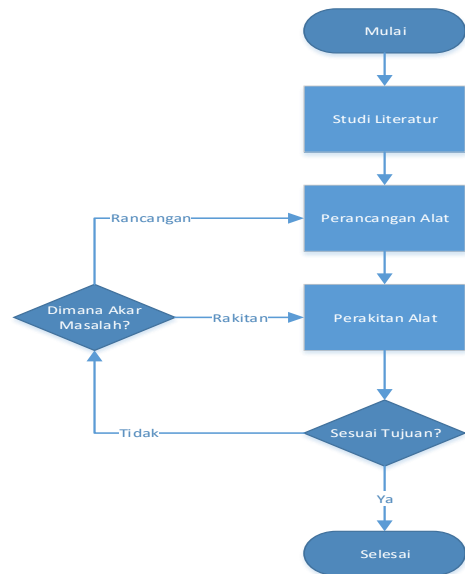 Mulai
Studi Literatur
Rancangan
Perancangan Alat
Dimana Akar
Masalah?
Rakitan
Perakitan Alat
Tidak
Sesuai Tujuan?
Ya
Selesai